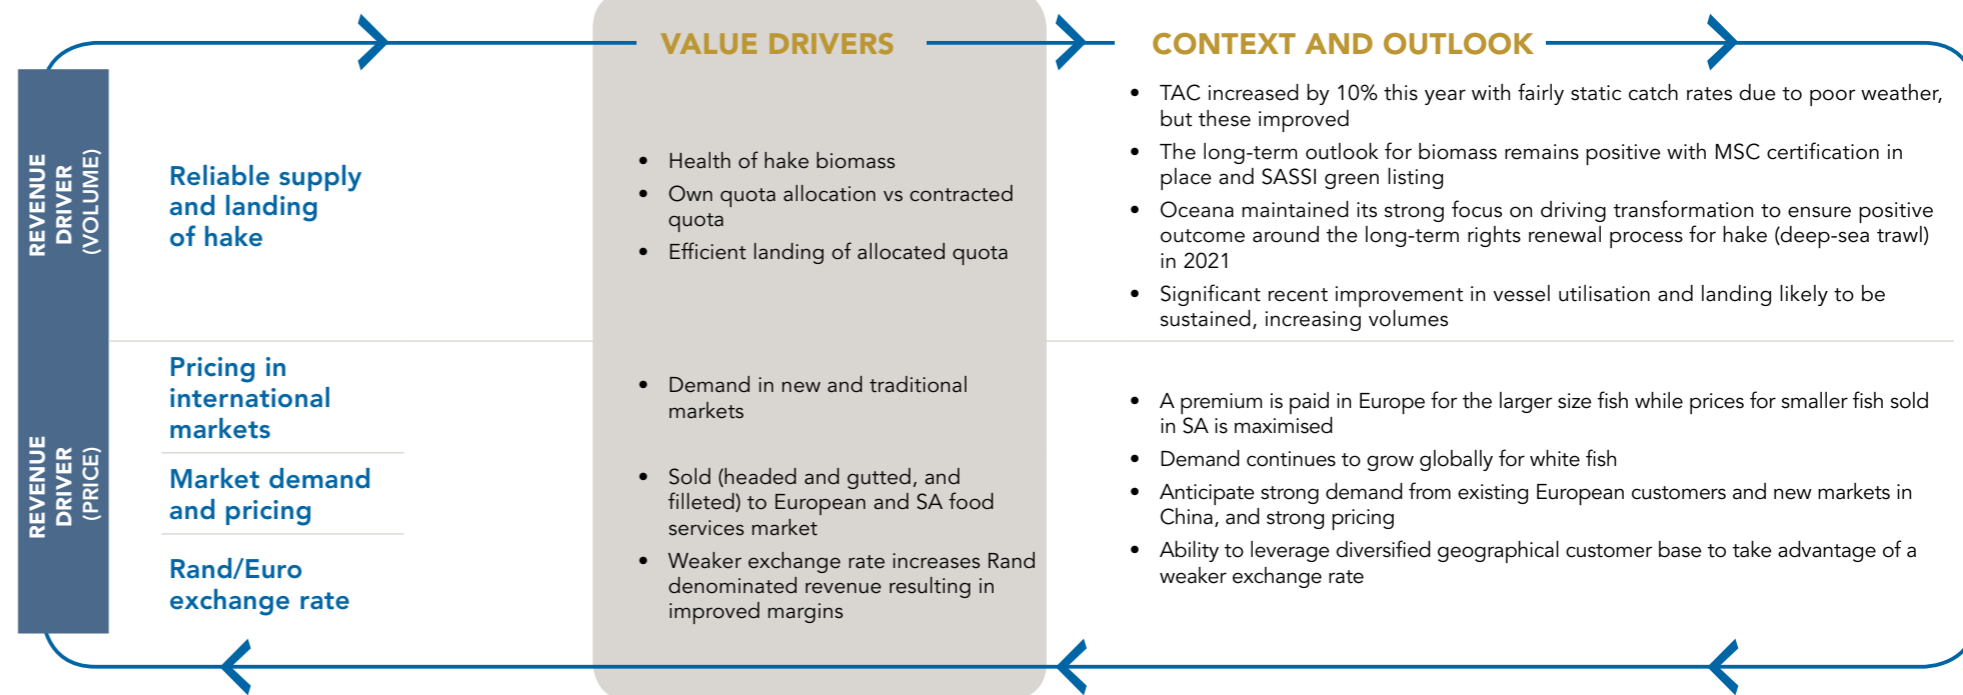 VALUE DRIVERS
CONTEXT AND OUTLOOK
REVENUE
DRIVER
(VOLUME)
Reliable supply
and landing
of hake
• Health of hake biomass
• Own quota allocation vs contracted
quota
• Efficient landing of allocated quota
• TAC increased by 10% this year with fairly static catch rates due to poor weather,
but these improved
• The long-term outlook for biomass remains positive with MSC certification in
place and SASSI green listing
• Oceana maintained its strong focus on driving transformation to ensure positive
outcome around the long-term rights renewal process for hake (deep-sea trawl)
in 2021
• Significant recent improvement in vessel utilisation and landing likely to be
sustained, increasing volumes
REVENUE
DRIVER
(PRICE)
Pricing in
international
markets
Market demand
and pricing
Rand/Euro
exchange rate
• Demand in new and traditional
markets
• Sold (headed and gutted, and
filleted) to European and SA food
services market
• Weaker exchange rate increases Rand
denominated revenue resulting in
improved margins
• A premium is paid in Europe for the larger size fish while prices for smaller fish sold
in SA is maximised
• Demand continues to grow globally for white fish
• Anticipate strong demand from existing European customers and new markets in
China, and strong pricing
• Ability to leverage diversified geographical customer base to take advantage of a
weaker exchange rate